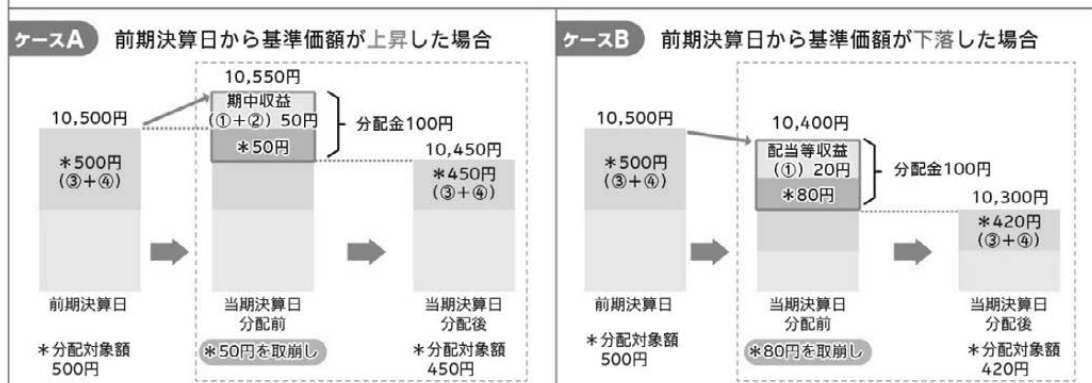 ケースA 前期決算日から基準価額が上昇した場合
10,550円
10,500円
期中収益
(①+②) 50円
*50円
分配金100円
*500円
(③+④)
10,450円
*450円
(③+④)
前期決算日
当期決算日
分配前
当期決算日
分配後
*分配対象額
500円
*50円を取崩し
*分配対象額
450円
ケースB 前期決算日から基準価額が下落した場合
10,500円
10,400円
*500円
(③+④)
配当等収益
(①) 20円
*80円
分配金100円
10,300円
*420円
(③+④)
前期決算日
当期決算日
分配前
当期決算日
分配後
*分配対象額
500円
*80円を取崩し
*分配対象額
420円